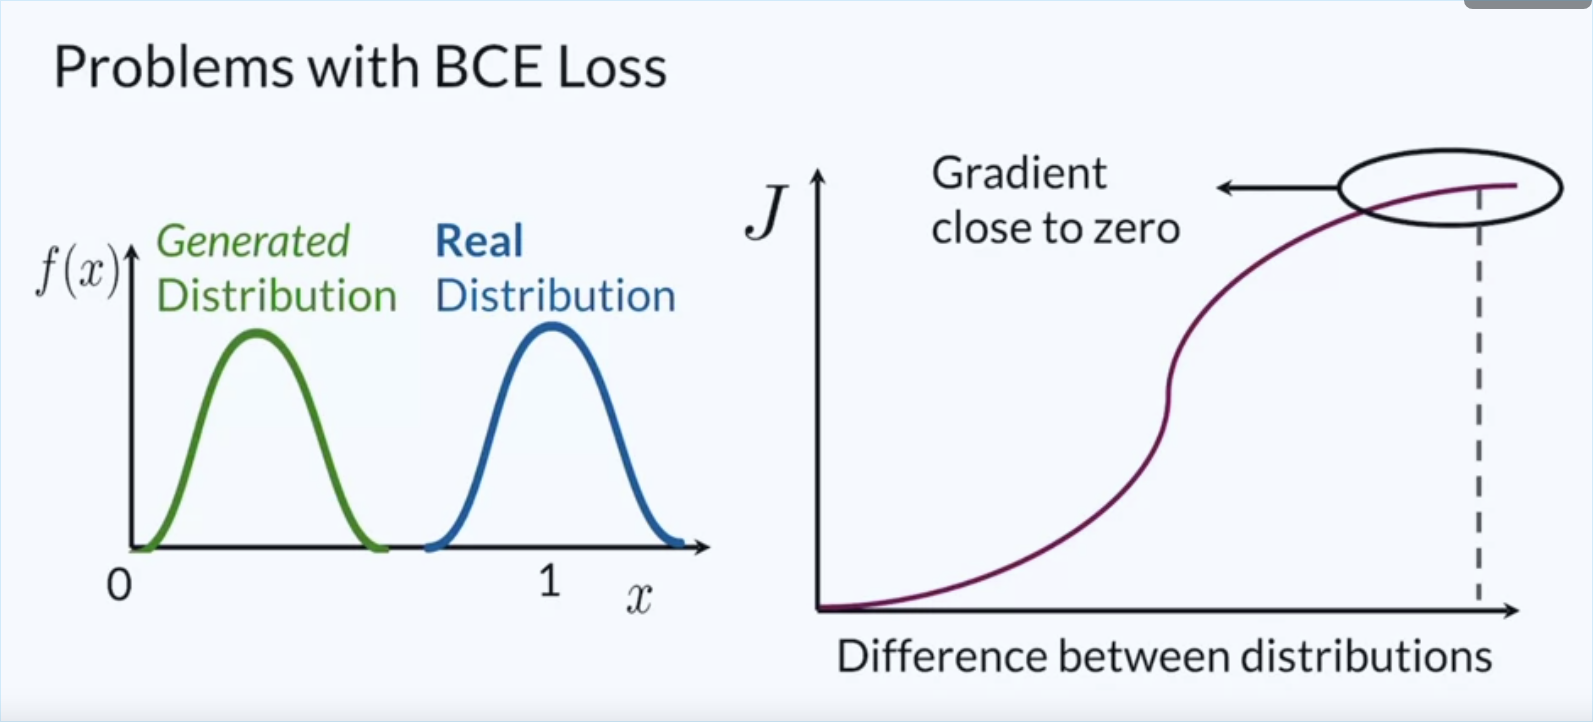 Problems with BCE Loss
f(x)
Generated
Distribution
Real
Distribution
0
1
x
J
Gradient
close to zero
Difference between distributions